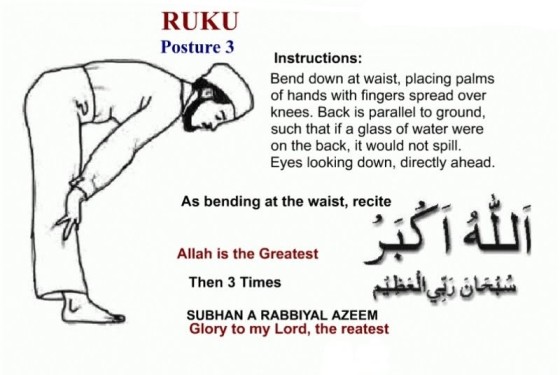 RUKU
Posture 3
Instructions:
Bend down at waist, placing palms
of hands with fingers spread over
knees. Back is parallel to ground,
such that if a glass of water were
on the back, it would not spill.
Eyes looking down, directly ahead.
As bending at the waist, recite
اَللّٰهُ اَكْبَرُ
Allah is the Greatest
Then 3 Times
سُبْحَانَ رَبِّيَ الْعَظِيْم
SUBHAN A RABBIYAL AZEEM
Glory to my Lord, the reatest